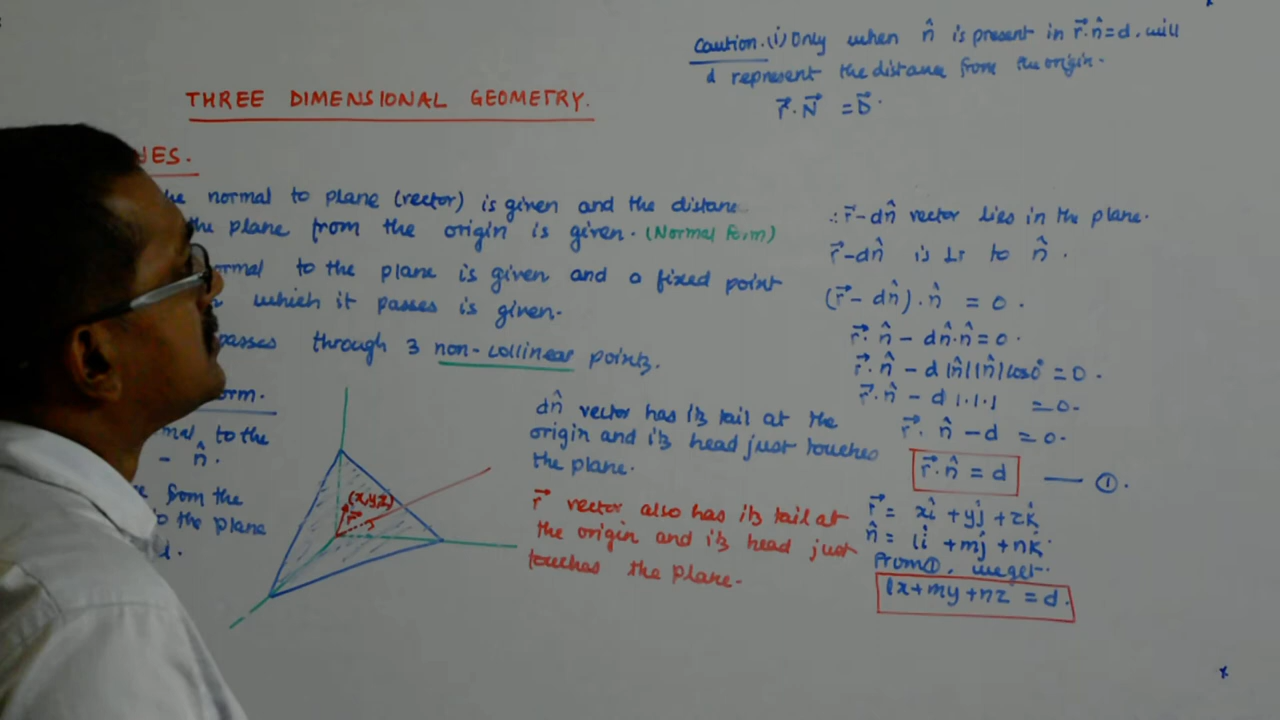 Caution. (i) Only when n̂ is present in r⃗.n̂=d. will
d represent the distance from the origin.
r⃗.N⃗ = D⃗.
THREE DIMENSIONAL GEOMETRY.
NES.
the normal to plane (vector) is given and the distanc
the plane from the origin is given. (Normal Form)
ormal to the plane is given and a fixed point
which it passes is given.
passes through 3 non-collinear points.
orm.
mal to the
- n̂.
from the
to the plane
d.
(x,y,z)
r⃗
dn̂ vector has its tail at the
origin and its head just touches
the plane.
r⃗ vector also has its tail at
the origin and its head just
touches the plane.
∴ r⃗-dn̂ vector lies in the plane.
r⃗-dn̂ is ⊥r to n̂.
(r⃗-dn̂).n̂ = 0.
r⃗.n̂ - dn̂.n̂=0.
r⃗.n̂ - d|n̂||n̂|cos0° =0.
r⃗.n̂ - d 1.1.1 =0.
r⃗.n̂ - d =0.
r⃗.n̂ = d — ①.
r⃗= xî +yĵ +zk̂
n̂= lî +mĵ +nk̂.
From①, we get.
lx+my+nz = d.